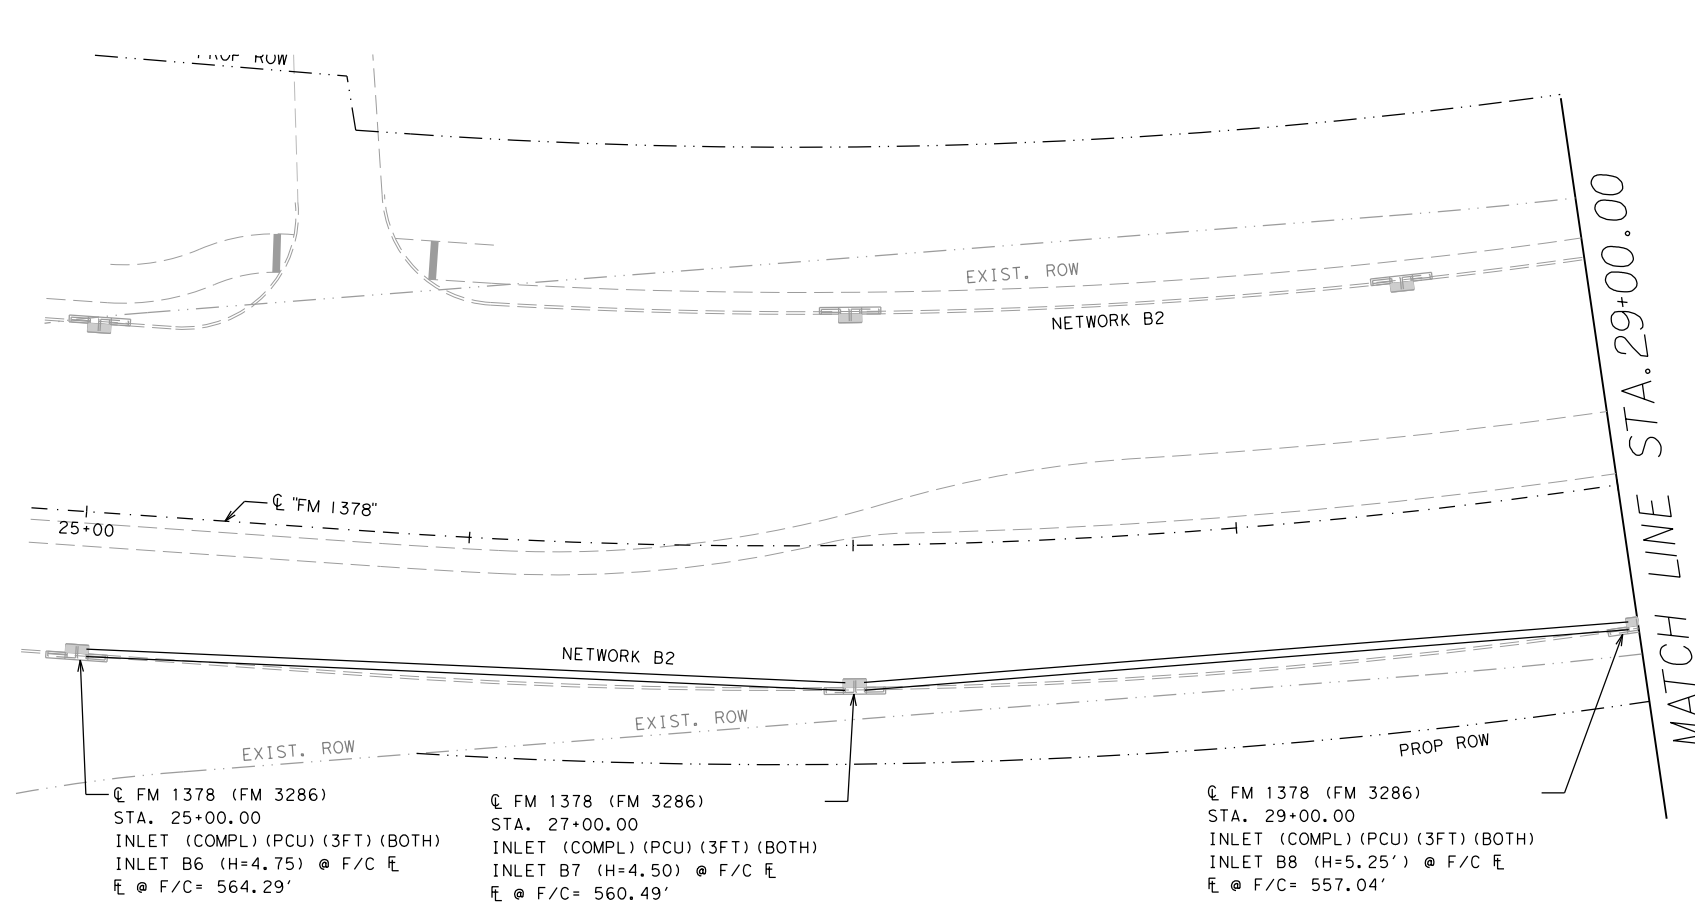 PROP ROW
EXIST. ROW
NETWORK B2
MATCH LINE STA.29+00.00
℄ "FM 1378"
25+00
NETWORK B2
EXIST. ROW
EXIST. ROW
PROP ROW
℄ FM 1378 (FM 3286)
STA. 25+00.00
INLET (COMPL)(PCU)(3FT)(BOTH)
INLET B6 (H=4.75) @ F/C FL
FL @ F/C= 564.29'
℄ FM 1378 (FM 3286)
STA. 27+00.00
INLET (COMPL)(PCU)(3FT)(BOTH)
INLET B7 (H=4.50) @ F/C FL
FL @ F/C= 560.49'
℄ FM 1378 (FM 3286)
STA. 29+00.00
INLET (COMPL)(PCU)(3FT)(BOTH)
INLET B8 (H=5.25') @ F/C FL
FL @ F/C= 557.04'